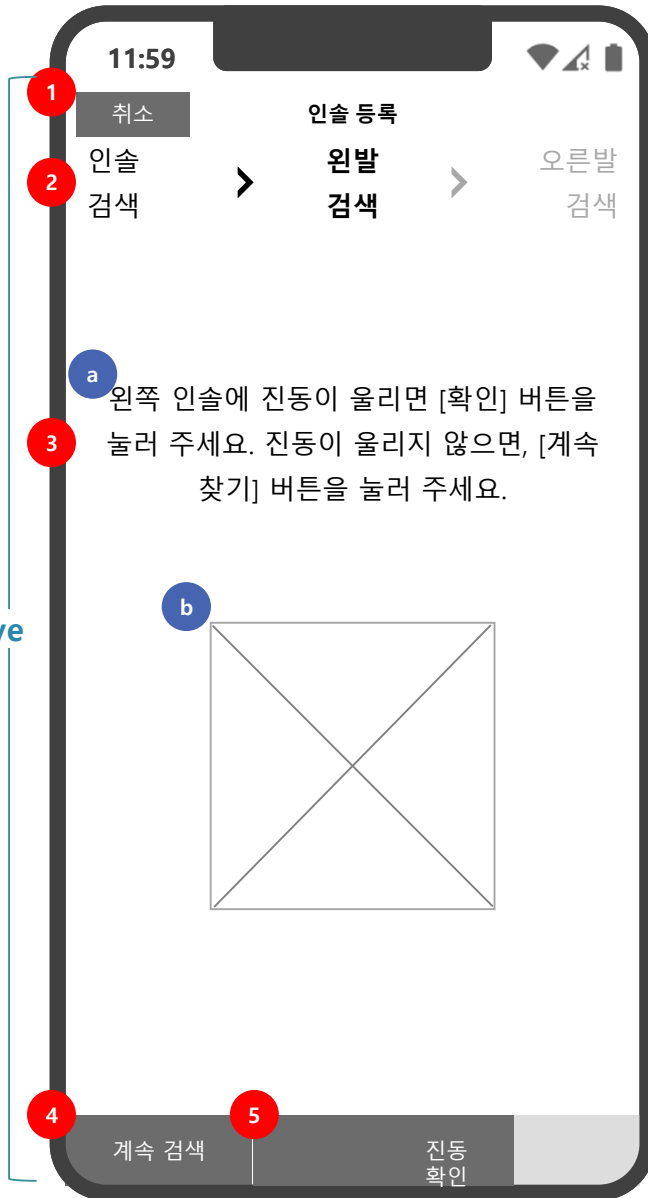 11:59
1
취소
인솔 등록
2
인솔
검색
왼발
검색
오른발
검색
a
왼쪽 인솔에 진동이 울리면 [확인] 버튼을
3
눌러 주세요. 진동이 울리지 않으면, [계속
찾기] 버튼을 눌러 주세요.
b
ve
4
계속 검색
5
진동
확인